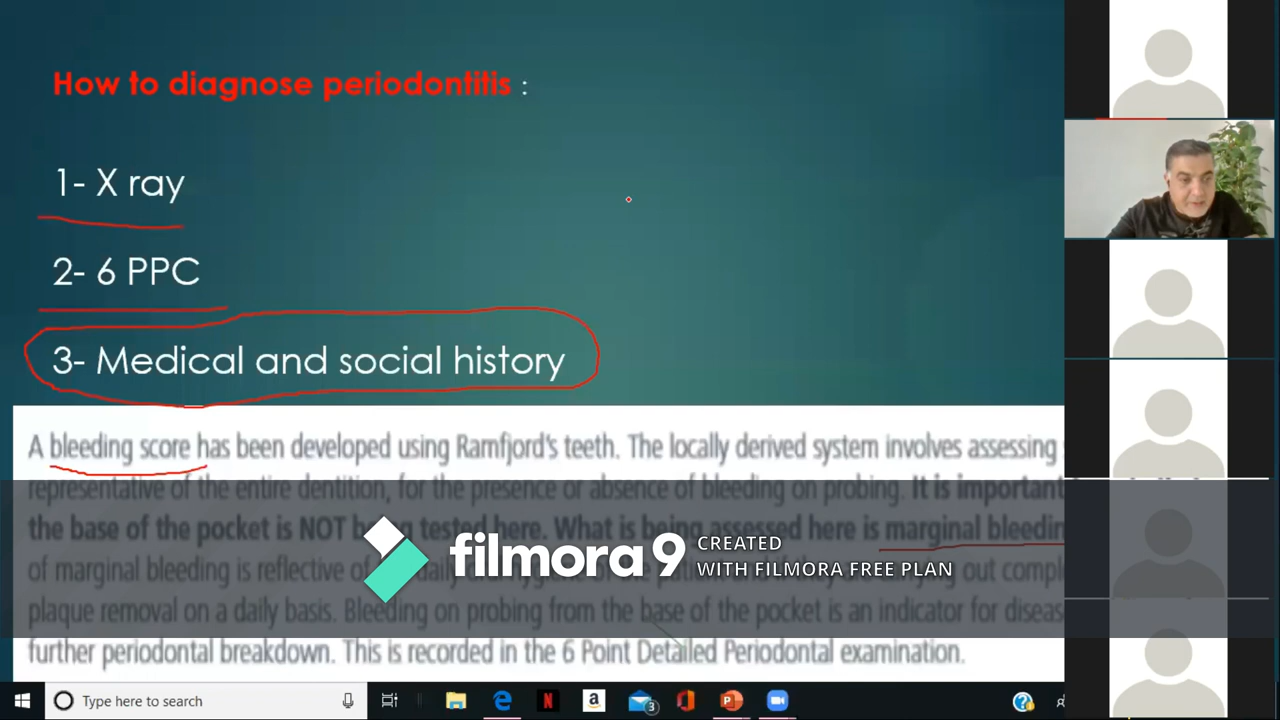 How to diagnose periodontitis :
1- X ray
2- 6 PPC
3- Medical and social history
A bleeding score has been developed using Ramfjord's teeth. The locally derived system involves assessing
representative of the entire dentition, for the presence or absence of bleeding on probing. It is important
the base of the pocket is NOT being tested here. What is being assessed here is marginal bleedin
filmora 9 CREATED
WITH FILMORA FREE PLAN
of marginal bleeding is reflective of out compl
plaque removal on a daily basis. Bleeding on probing from the base of the pocket is an indicator for diseas
further periodontal breakdown. This is recorded in the 6 Point Detailed Periodontal examination.
Type here to search
3